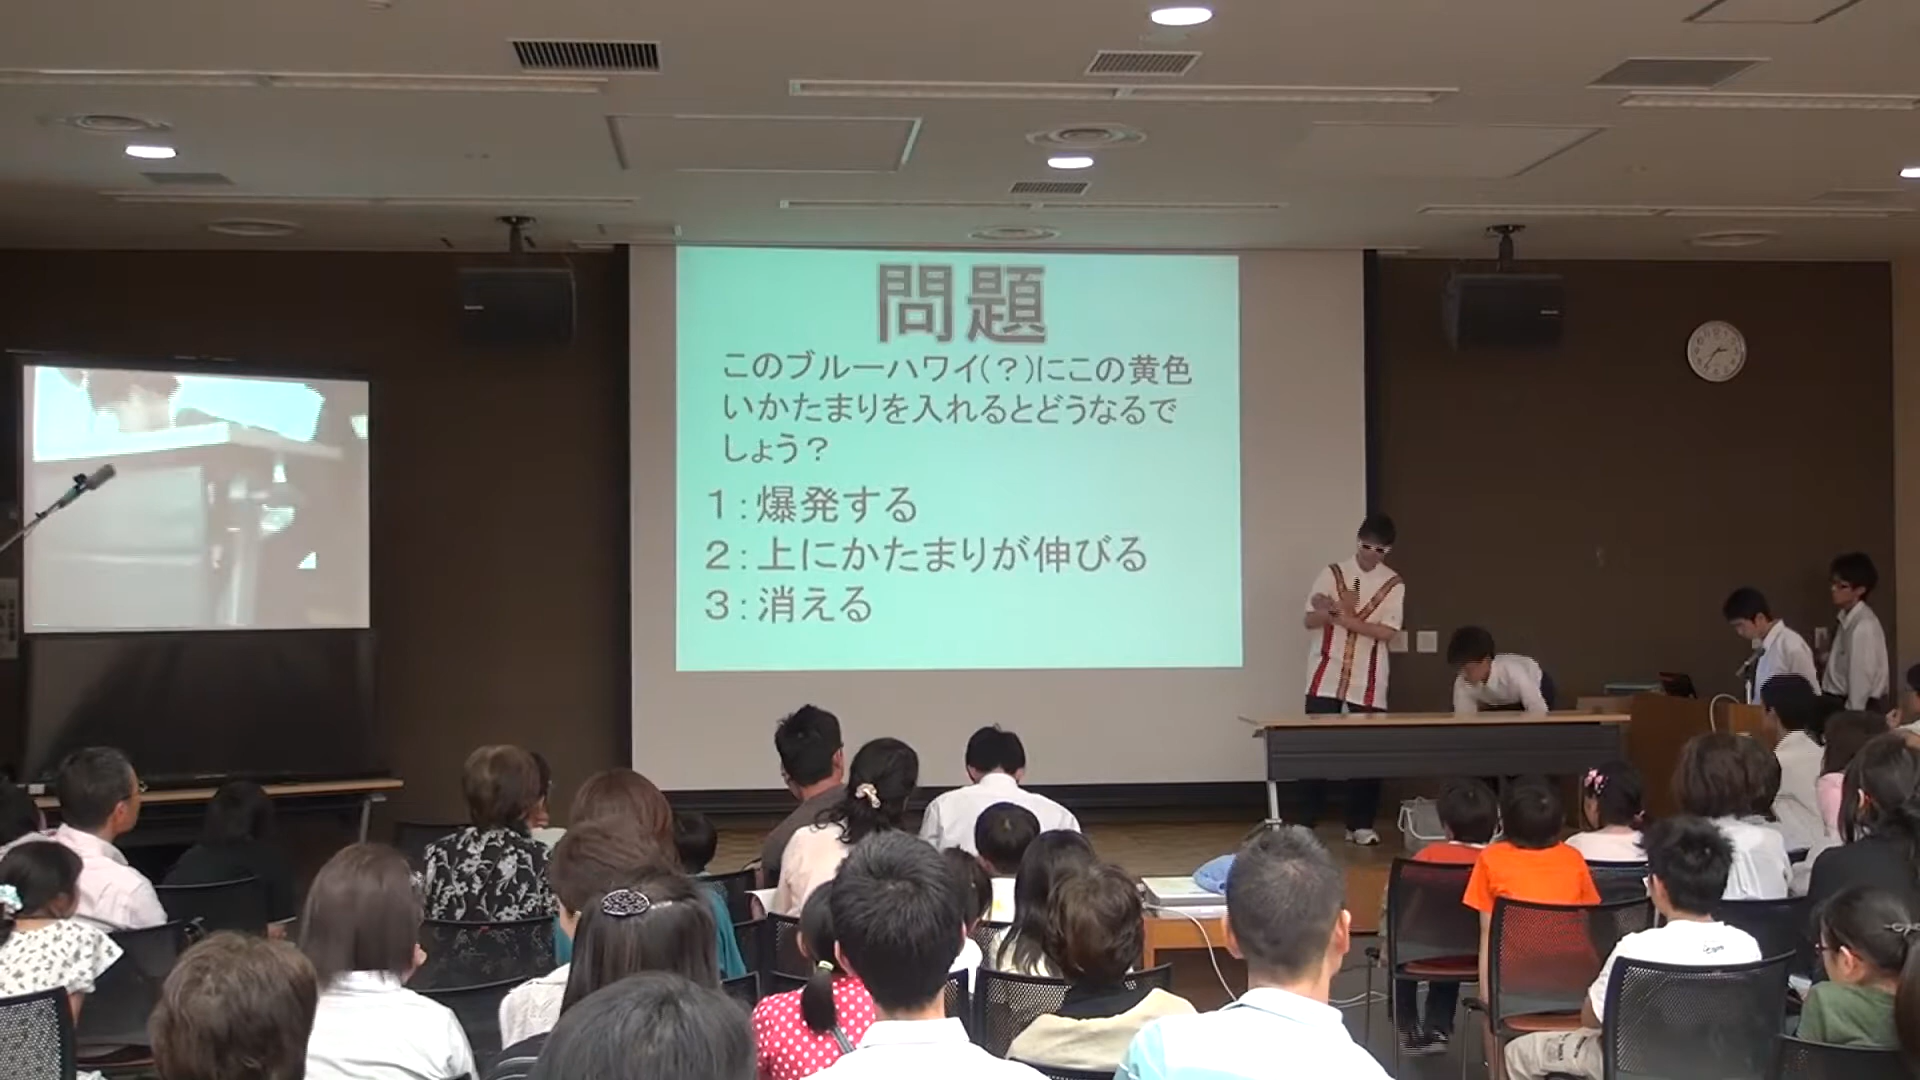 問題
このブルーハワイ(？)にこの黄色
いかたまりを入れるとどうなるで
しょう？
１：爆発する
２：上にかたまりが伸びる
３：消える